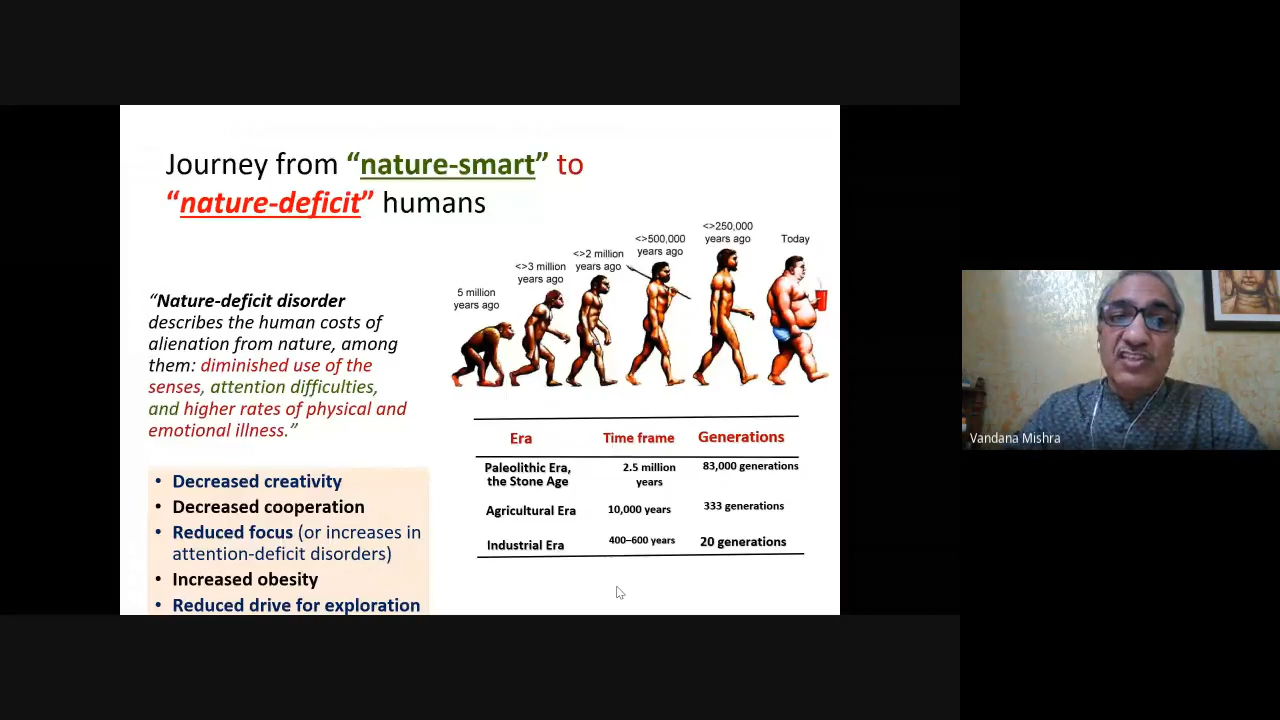 Journey from “nature-smart” to
“nature-deficit” humans
<>250,000
years ago
<>500,000
years ago
Today
<>2 million
years ago
<>3 million
years ago
5 million
years ago
“Nature-deficit disorder
describes the human costs of
alienation from nature, among
them: diminished use of the
senses, attention difficulties,
and higher rates of physical and
emotional illness.”
• Decreased creativity
• Decreased cooperation
• Reduced focus (or increases in
attention-deficit disorders)
• Increased obesity
• Reduced drive for exploration
Era Time frame Generations
Paleolithic Era, 2.5 million 83,000 generations
the Stone Age years
Agricultural Era 10,000 years 333 generations
Industrial Era 400–600 years 20 generations
Vandana Mishra